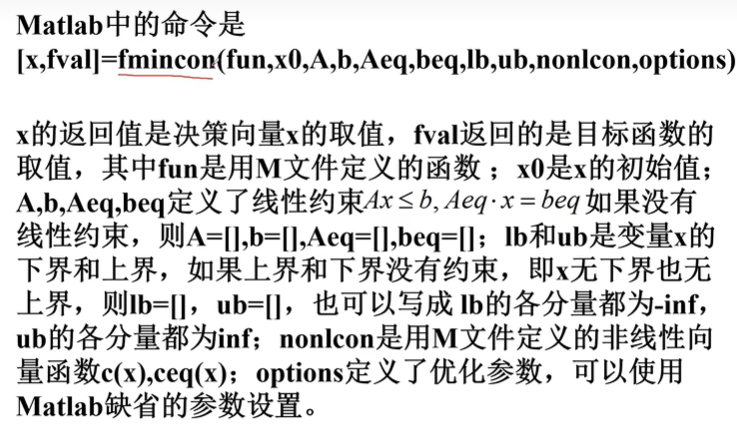 Matlab中的命令是
[x,fval]=fmincon(fun,x0,A,b,Aeq,beq,lb,ub,nonlcon,options)
x的返回值是决策向量x的取值，fval返回的是目标函数的
取值，其中fun是用M文件定义的函数；x0是x的初始值；
A,b,Aeq,beq定义了线性约束Ax≤b, Aeq·x=beq如果没有
线性约束，则A=[],b=[],Aeq=[],beq=[]；lb和ub是变量x的
下界和上界，如果上界和下界没有约束，即x无下界也无
上界，则lb=[]，ub=[]，也可以写成 lb的各分量都为-inf，
ub的各分量都为inf；nonlcon是用M文件定义的非线性向
量函数c(x),ceq(x)；options定义了优化参数，可以使用
Matlab缺省的参数设置。